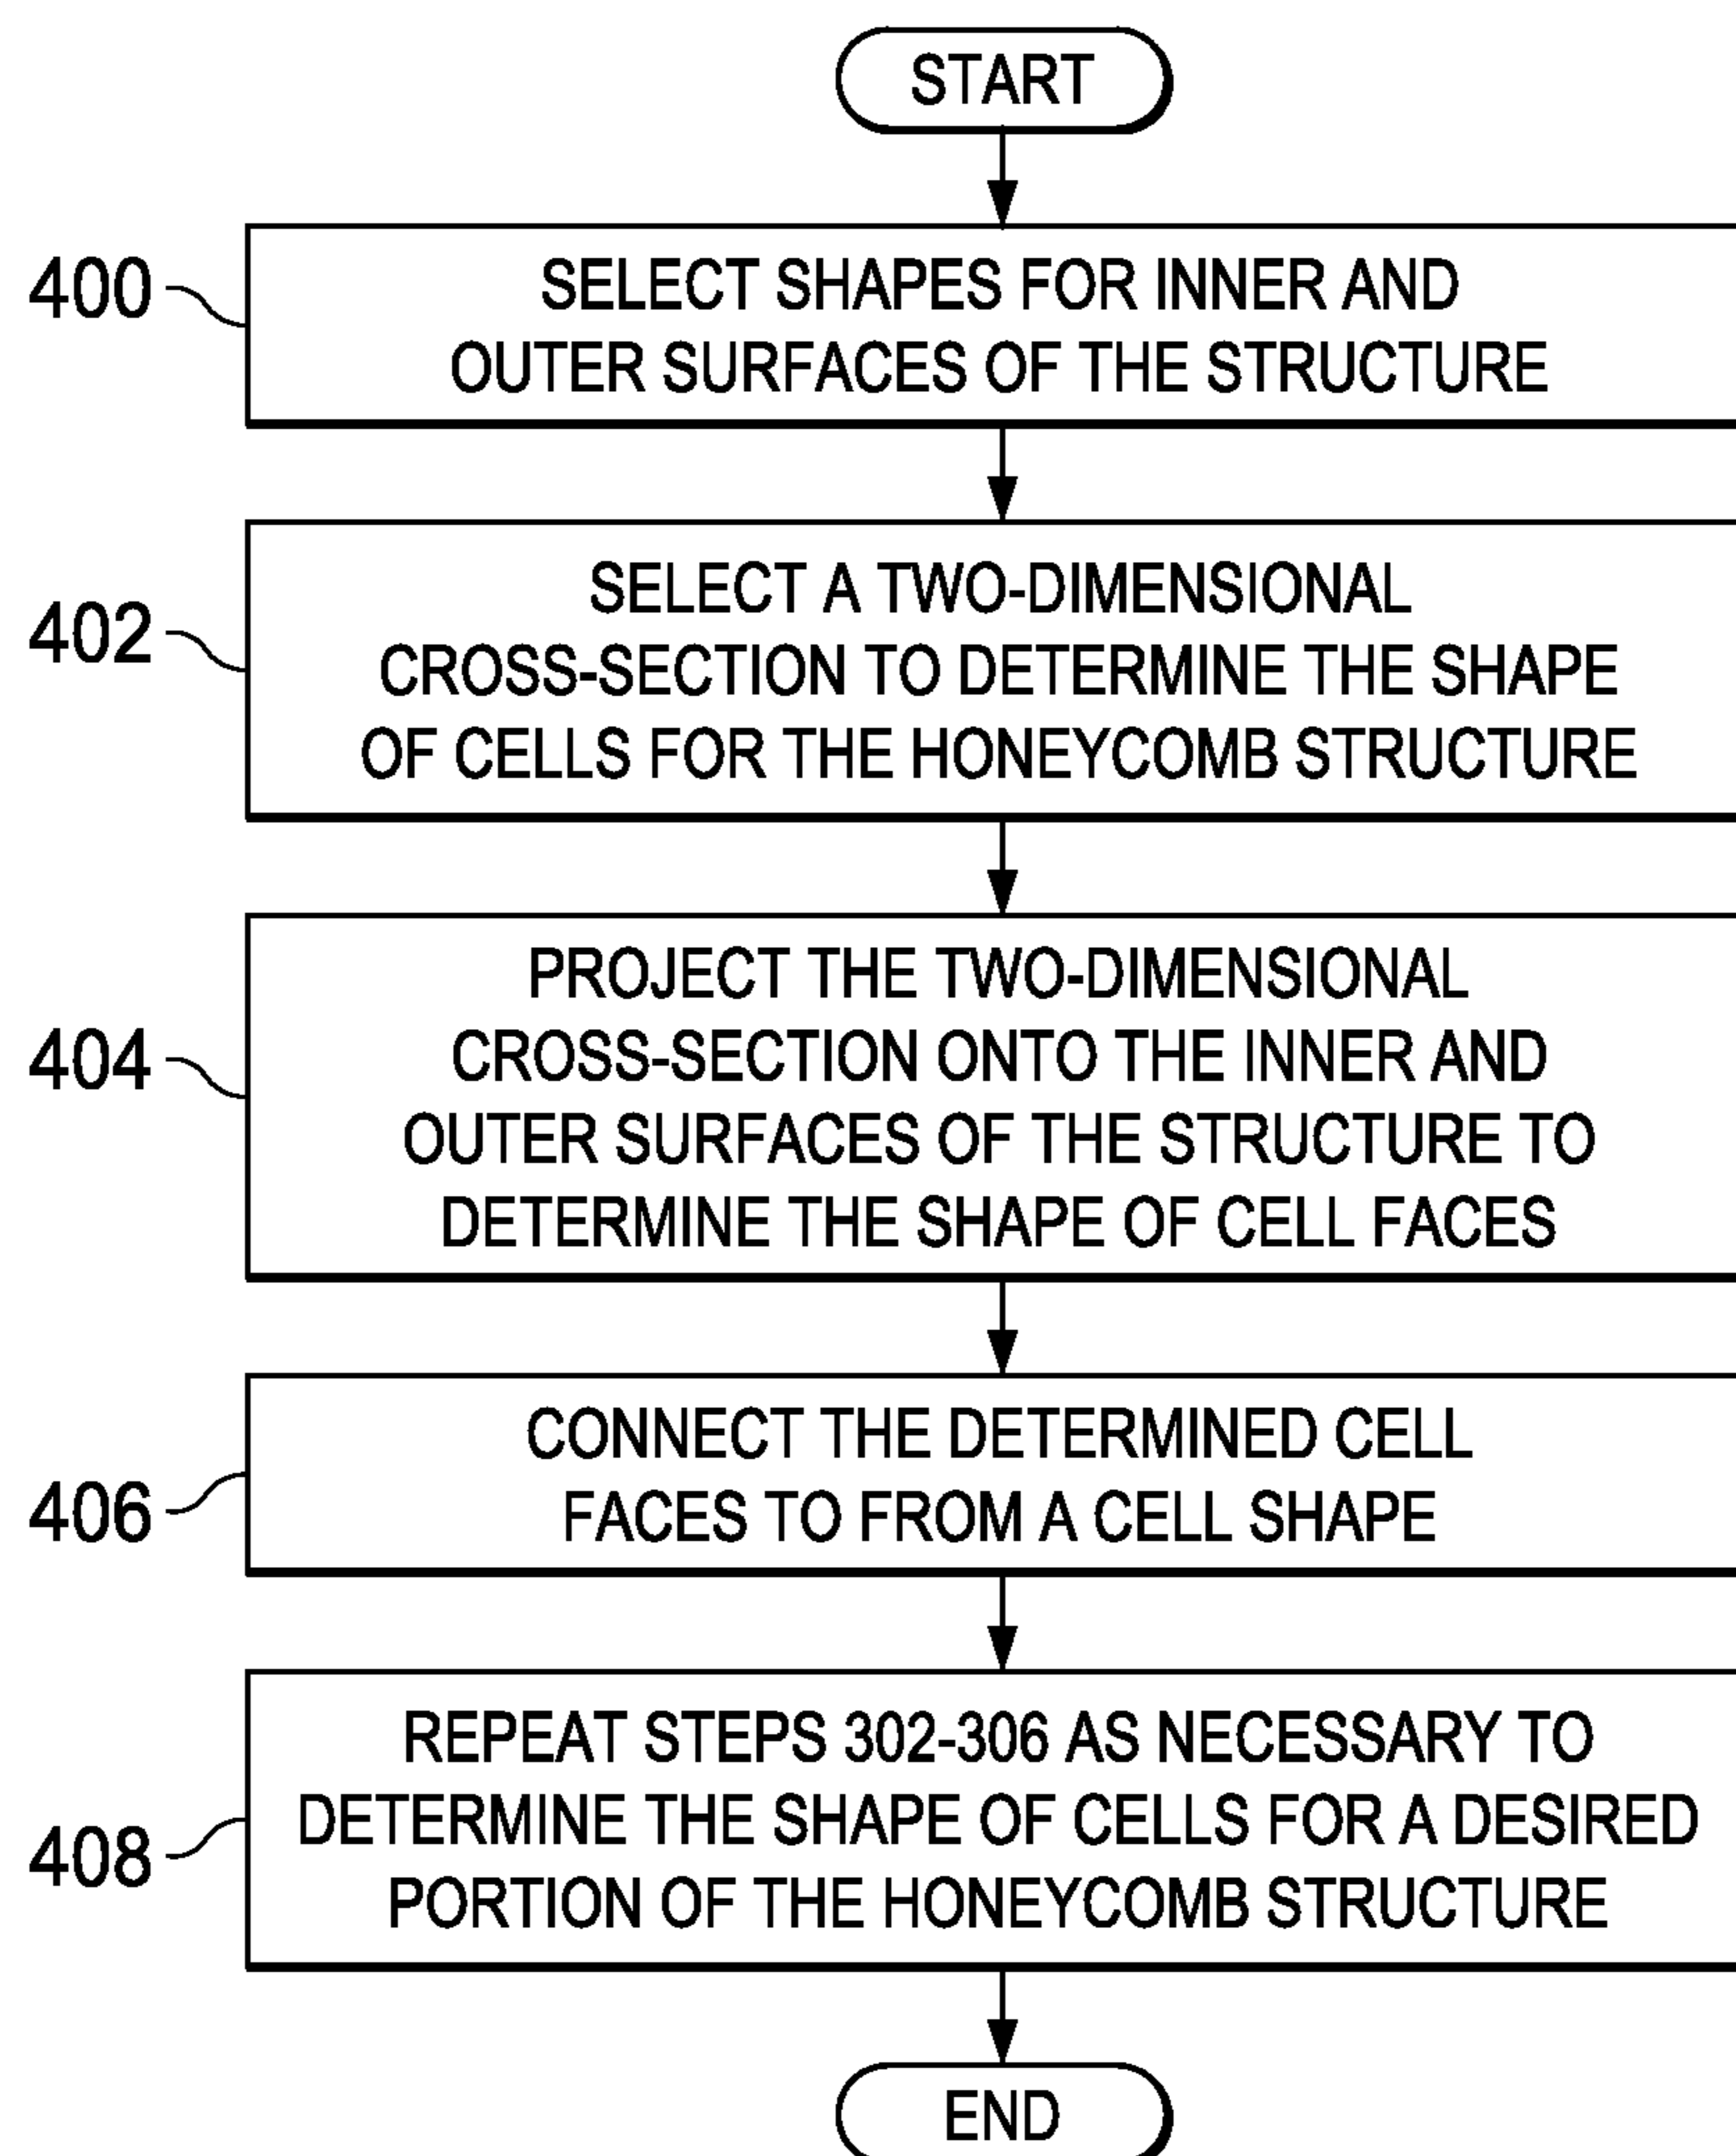 START
400
SELECT SHAPES FOR INNER AND
OUTER SURFACES OF THE STRUCTURE
402
SELECT A TWO-DIMENSIONAL
CROSS-SECTION TO DETERMINE THE SHAPE
OF CELLS FOR THE HONEYCOMB STRUCTURE
404
PROJECT THE TWO-DIMENSIONAL
CROSS-SECTION ONTO THE INNER AND
OUTER SURFACES OF THE STRUCTURE TO
DETERMINE THE SHAPE OF CELL FACES
406
CONNECT THE DETERMINED CELL
FACES TO FROM A CELL SHAPE
408
REPEAT STEPS 302-306 AS NECESSARY TO
DETERMINE THE SHAPE OF CELLS FOR A DESIRED
PORTION OF THE HONEYCOMB STRUCTURE
END